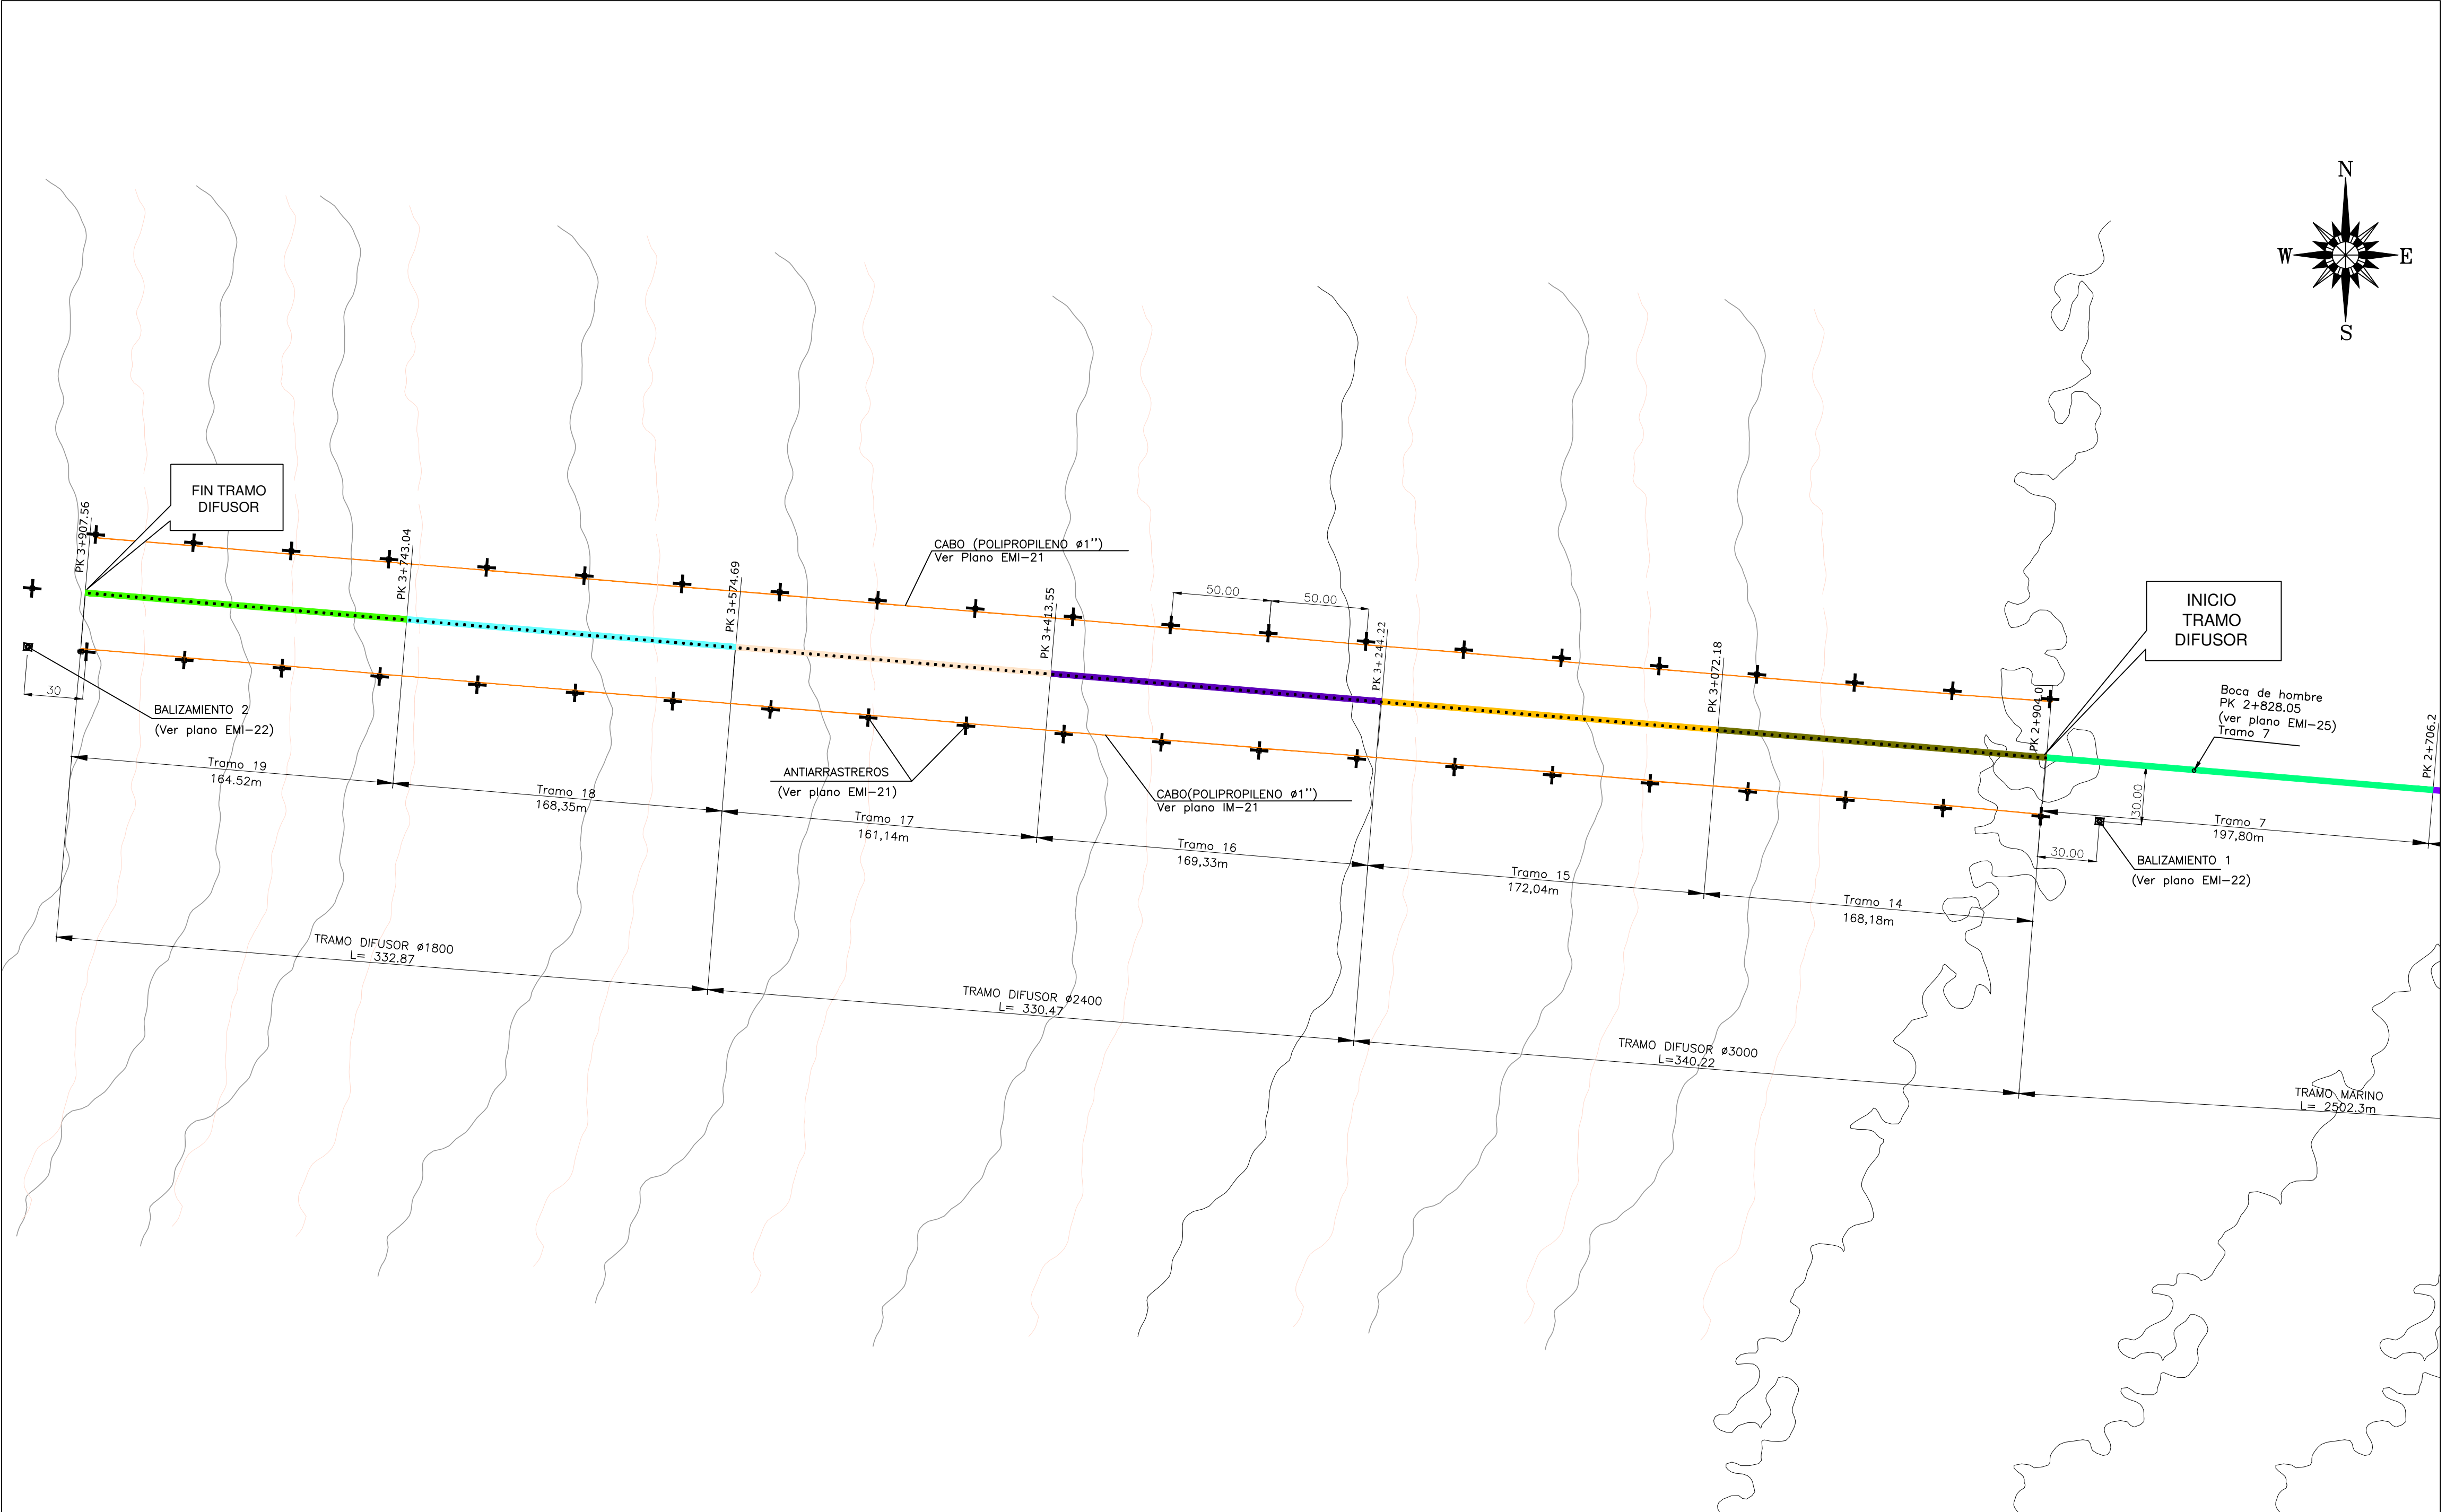 N
W
E
S
FIN TRAMO
DIFUSOR
PK 3+907.56
PK 3+743.04
PK 3+574.69
PK 3+413.55
PK 3+244.22
PK 3+072.18
PK 2+904.0
PK 2+706.2
CABO (POLIPROPILENO ø1'')
Ver Plano EMI-21
50.00
50.00
INICIO
TRAMO
DIFUSOR
Boca de hombre
PK 2+828.05
(ver plano EMI-25)
Tramo 7
30
BALIZAMIENTO 2
(Ver plano EMI-22)
ANTIARRASTREROS
(Ver plano EMI-21)
CABO(POLIPROPILENO ø1'')
Ver plano IM-21
30.00
30.00
BALIZAMIENTO 1
(Ver plano EMI-22)
Tramo 19
164.52m
Tramo 18
168,35m
Tramo 17
161,14m
Tramo 16
169,33m
Tramo 15
172,04m
Tramo 14
168,18m
Tramo 7
197,80m
TRAMO DIFUSOR ø1800
L= 332.87
TRAMO DIFUSOR ø2400
L= 330.47
TRAMO DIFUSOR ø3000
L=340.22
TRAMO MARINO
L= 2502.3m